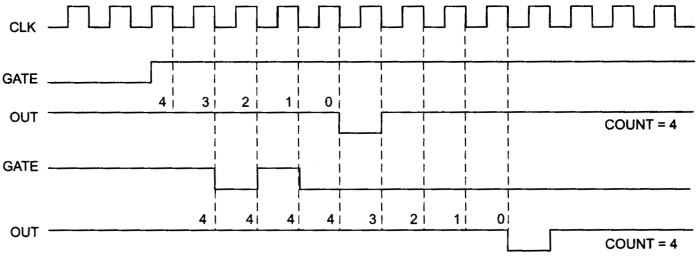 CLK
GATE
4 3 2 1 0
OUT
COUNT = 4
GATE
4 4 4 4 3 2 1 0
OUT
COUNT = 4